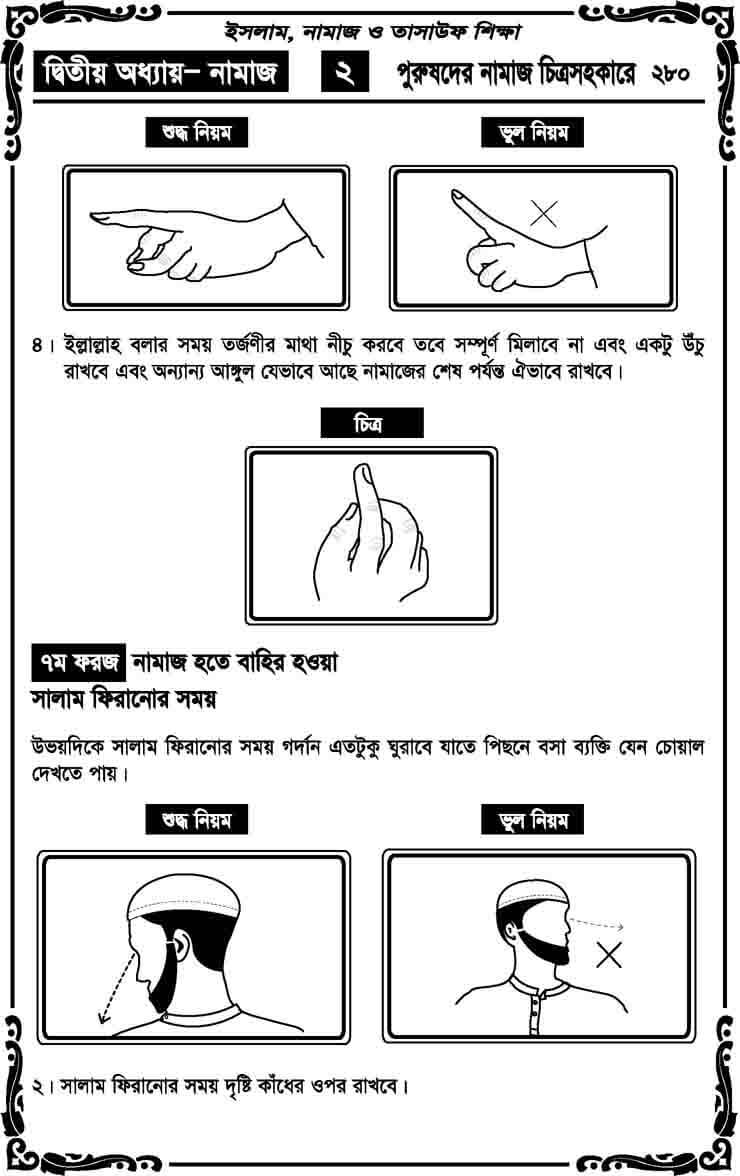 ইসলাম, নামাজ ও তাসাউফ শিক্ষা
দ্বিতীয় অধ্যায়– নামাজ ২ পুরুষদের নামাজ চিত্রসহকারে ২৮০
শুদ্ধ নিয়ম ভুল নিয়ম
৪। ইল্লাল্লাহ বলার সময় তর্জণীর মাথা নীচু করবে তবে সম্পূর্ণ মিলাবে না এবং একটু উঁচু
রাখবে এবং অন্যান্য আঙ্গুল যেভাবে আছে নামাজের শেষ পর্যন্ত ঐভাবে রাখবে।
চিত্র
৭ম ফরজ নামাজ হতে বাহির হওয়া
সালাম ফিরানোর সময়
উভয়দিকে সালাম ফিরানোর সময় গর্দান এতটুকু ঘুরাবে যাতে পিছনে বসা ব্যক্তি যেন চোয়াল
দেখতে পায়।
শুদ্ধ নিয়ম ভুল নিয়ম
২। সালাম ফিরানোর সময় দৃষ্টি কাঁধের ওপর রাখবে।